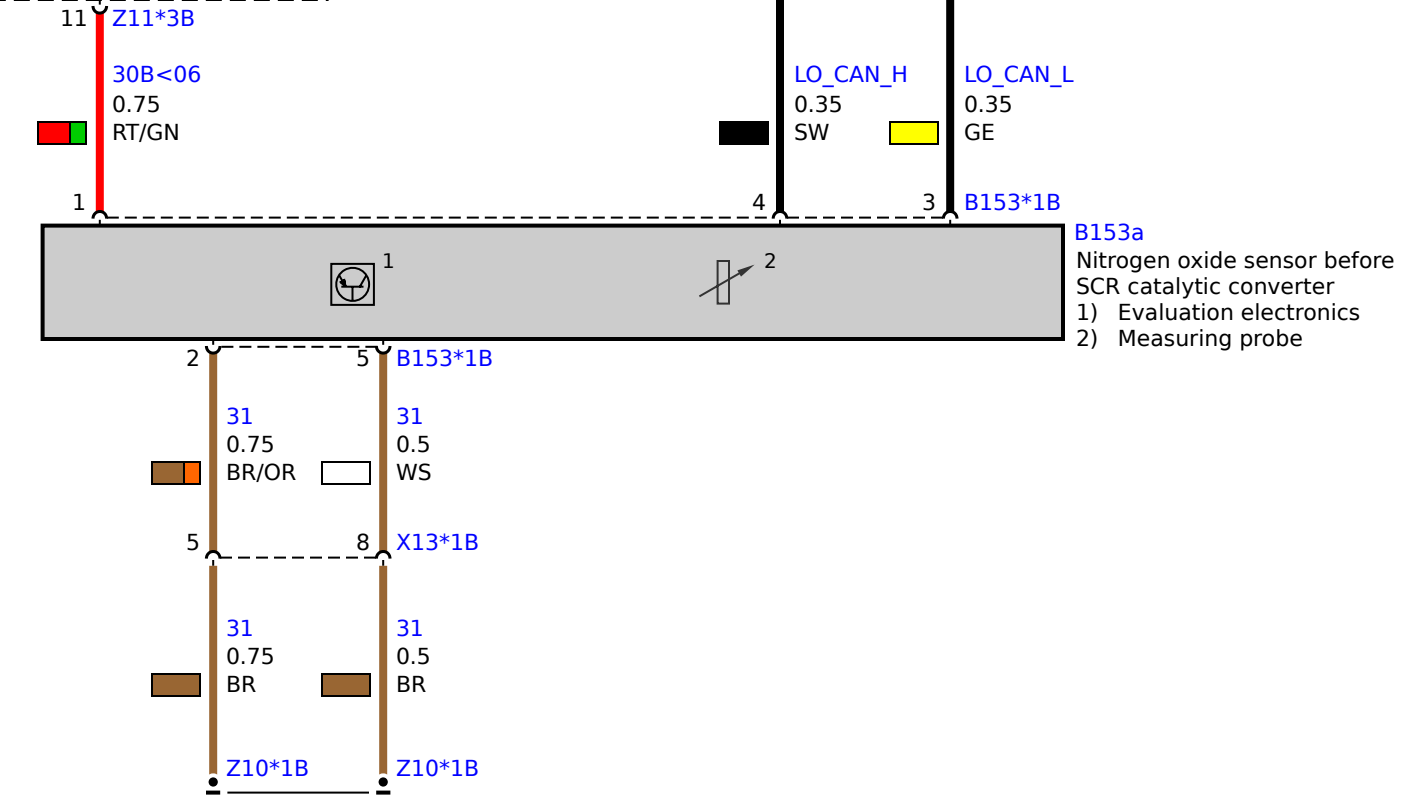 11 Z11*3B
30B<06
0.75
RT/GN
LO_CAN_H
0.35
SW
LO_CAN_L
0.35
GE
1
4
3 B153*1B
B153a
Nitrogen oxide sensor before
SCR catalytic converter
1) Evaluation electronics
2) Measuring probe
1
2
2
5 B153*1B
31
0.75
BR/OR
31
0.5
WS
5
8 X13*1B
31
0.75
BR
31
0.5
BR
Z10*1B
Z10*1B